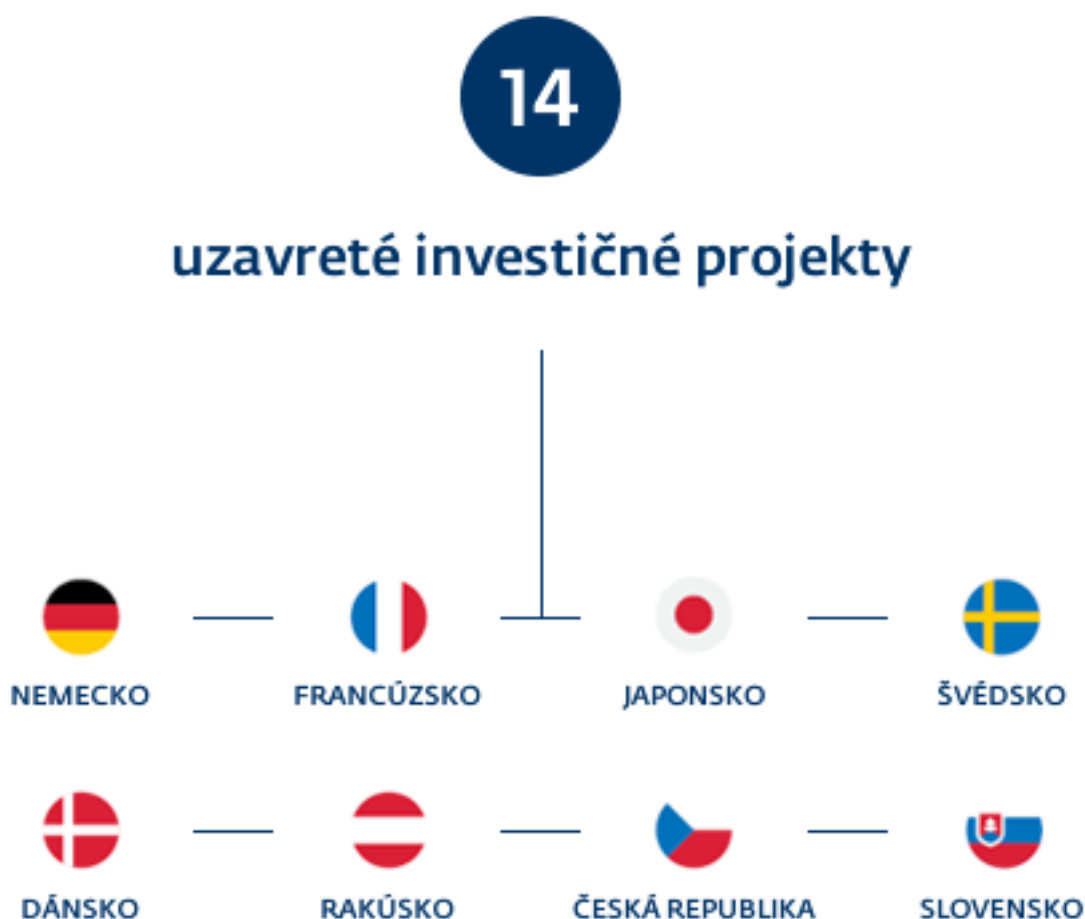 14
uzavreté investičné projekty
NEMECKO
FRANCÚZSKO
JAPONSKO
ŠVÉDSKO
DÁNSKO
RAKÚSKO
ČESKÁ REPUBLIKA
SLOVENSKO